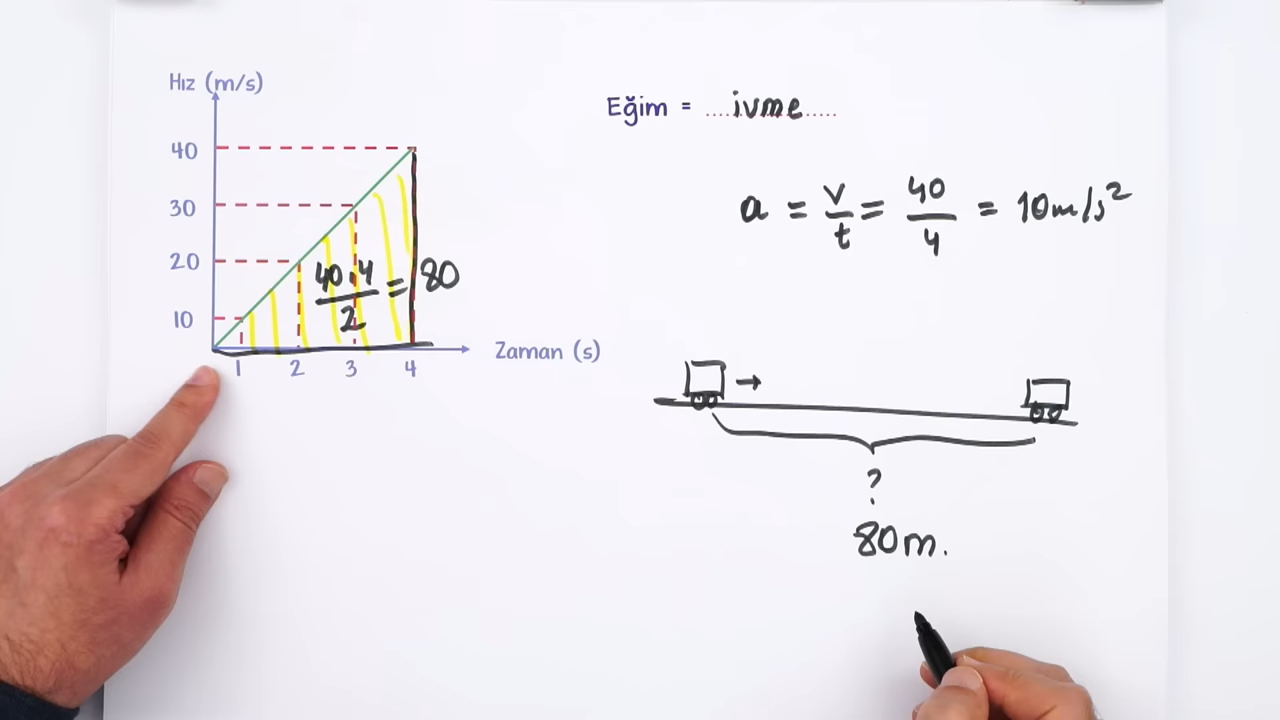 Hız (m/s)
40
30
20
10
1 2 3 4
Zaman (s)
40.4/2 = 80
Eğim = ...ivme...
a = v/t = 40/4 = 10m/s²
?
80m.